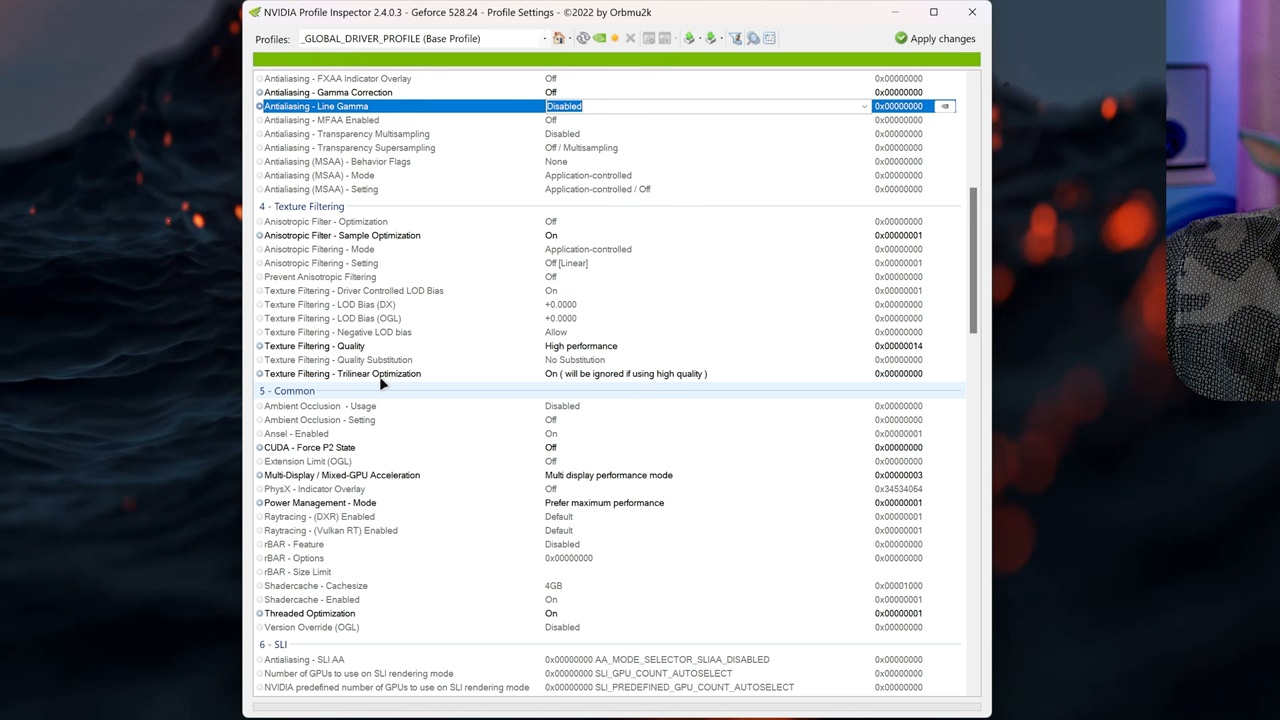 NVIDIA Profile Inspector 2.4.0.3 - Geforce 528.24 - Profile Settings - ©2022 by Orbmu2k
Profiles: _GLOBAL_DRIVER_PROFILE (Base Profile) Apply changes
Antialiasing - FXAA Indicator Overlay Off 0x00000000
Antialiasing - Gamma Correction Off 0x00000000
Antialiasing - Line Gamma Disabled 0x00000000
Antialiasing - MFAA Enabled Off 0x00000000
Antialiasing - Transparency Multisampling Disabled 0x00000000
Antialiasing - Transparency Supersampling Off / Multisampling 0x00000000
Antialiasing (MSAA) - Behavior Flags None 0x00000000
Antialiasing (MSAA) - Mode Application-controlled 0x00000000
Antialiasing (MSAA) - Setting Application-controlled / Off 0x00000000
4 - Texture Filtering
Anisotropic Filter - Optimization Off 0x00000000
Anisotropic Filter - Sample Optimization On 0x00000001
Anisotropic Filtering - Mode Application-controlled 0x00000000
Anisotropic Filtering - Setting Off [Linear] 0x00000001
Prevent Anisotropic Filtering Off 0x00000000
Texture Filtering - Driver Controlled LOD Bias On 0x00000001
Texture Filtering - LOD Bias (DX) +0.0000 0x00000000
Texture Filtering - LOD Bias (OGL) +0.0000 0x00000000
Texture Filtering - Negative LOD bias Allow 0x00000000
Texture Filtering - Quality High performance 0x00000014
Texture Filtering - Quality Substitution No Substitution 0x00000000
Texture Filtering - Trilinear Optimization On ( will be ignored if using high quality ) 0x00000000
5 - Common
Ambient Occlusion - Usage Disabled 0x00000000
Ambient Occlusion - Setting Off 0x00000000
Ansel - Enabled On 0x00000001
CUDA - Force P2 State Off 0x00000000
Extension Limit (OGL) Off 0x00000000
Multi-Display / Mixed-GPU Acceleration Multi display performance mode 0x00000003
PhysX - Indicator Overlay Off 0x34534064
Power Management - Mode Prefer maximum performance 0x00000001
Raytracing - (DXR) Enabled Default 0x00000001
Raytracing - (Vulkan RT) Enabled Default 0x00000001
rBAR - Feature Disabled 0x00000000
rBAR - Options 0x00000000 0x00000000
rBAR - Size Limit
Shadercache - Cachesize 4GB 0x00001000
Shadercache - Enabled On 0x00000001
Threaded Optimization On 0x00000001
Version Override (OGL) Disabled 0x00000000
6 - SLI
Antialiasing - SLI AA 0x00000000 AA_MODE_SELECTOR_SLIAA_DISABLED 0x00000000
Number of GPUs to use on SLI rendering mode 0x00000000 SLI_GPU_COUNT_AUTOSELECT 0x00000000
NVIDIA predefined number of GPUs to use on SLI rendering mode 0x00000000 SLI_PREDEFINED_GPU_COUNT_AUTOSELECT 0x00000000